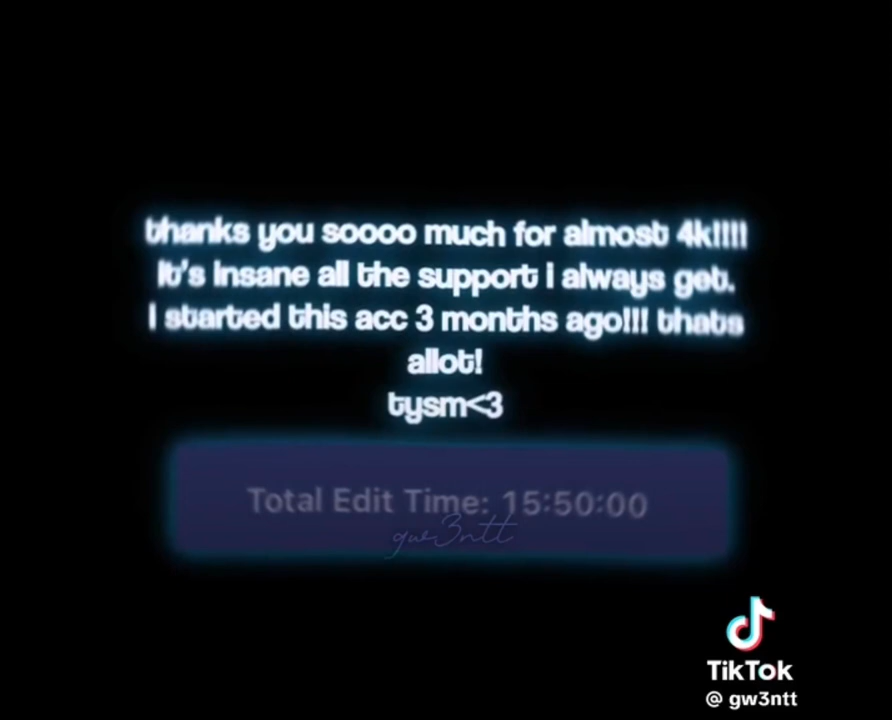 thanks you soooo much for almost 4k!!!!
It's insane all the support i always get.
I started this acc 3 months ago!!! thats
allot!
tysm<3
Total Edit Time: 15:50:00
gw3ntt
TikTok
@ gw3ntt